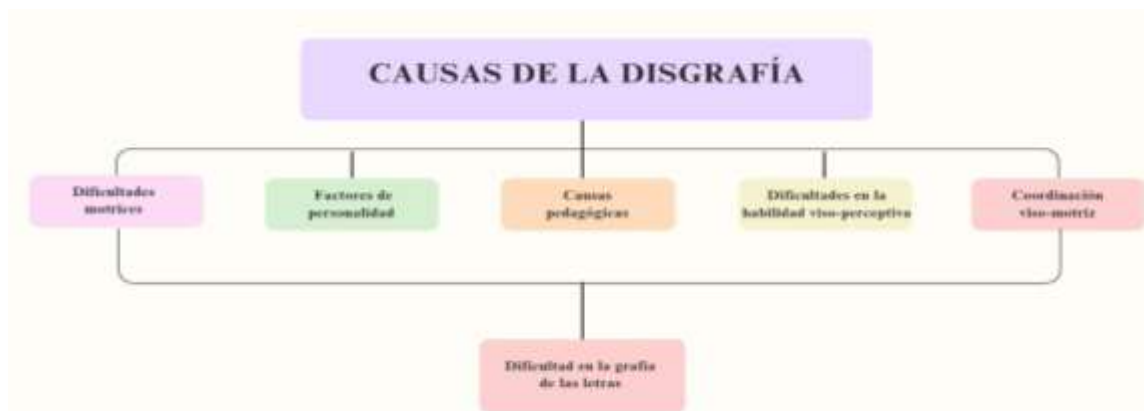 CAUSAS DE LA DISGRAFÍA
Dificultades
motrices
Factores de
personalidad
Causas
pedagógicas
Dificultades en la
habilidad viso-perceptiva
Coordinación
viso-motriz
Dificultad en la grafía
de las letras